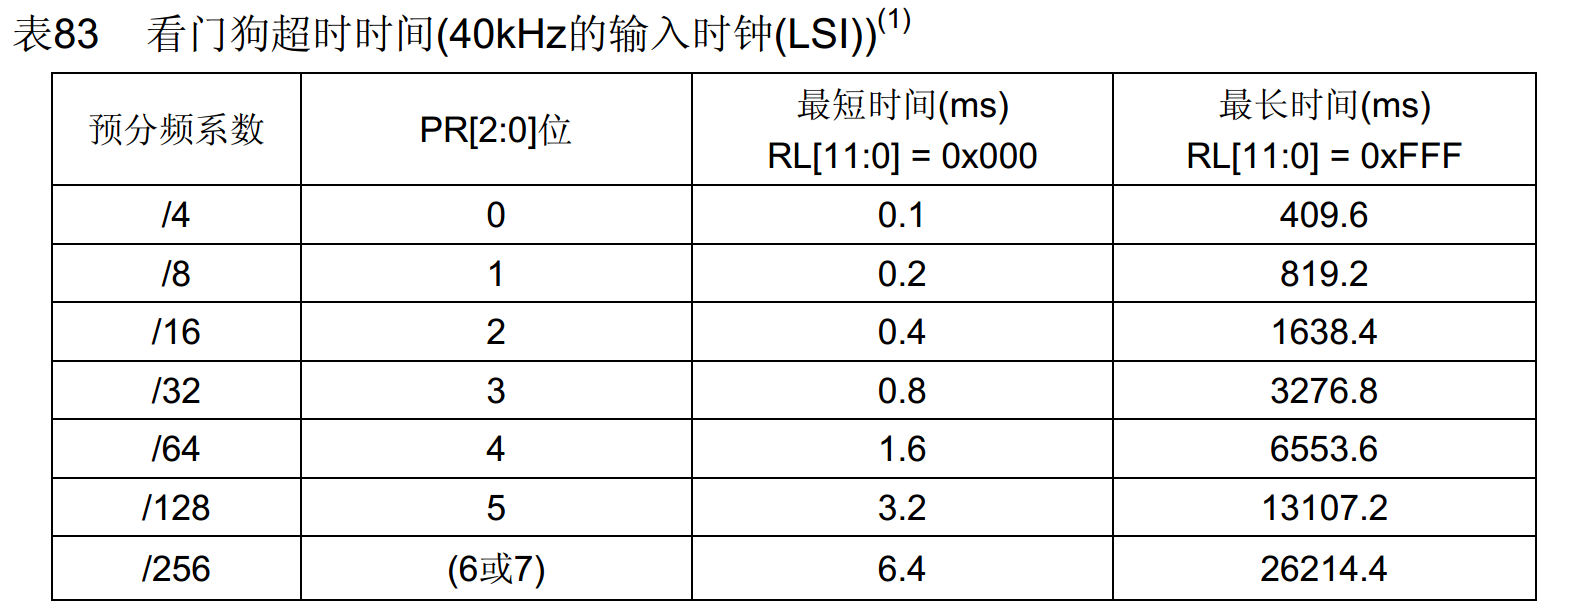 表83 看门狗超时时间(40kHz的输入时钟(LSI))(1)
预分频系数 PR[2:0]位 最短时间(ms) 最长时间(ms)
RL[11:0] = 0x000 RL[11:0] = 0xFFF
/4 0 0.1 409.6
/8 1 0.2 819.2
/16 2 0.4 1638.4
/32 3 0.8 3276.8
/64 4 1.6 6553.6
/128 5 3.2 13107.2
/256 (6或7) 6.4 26214.4